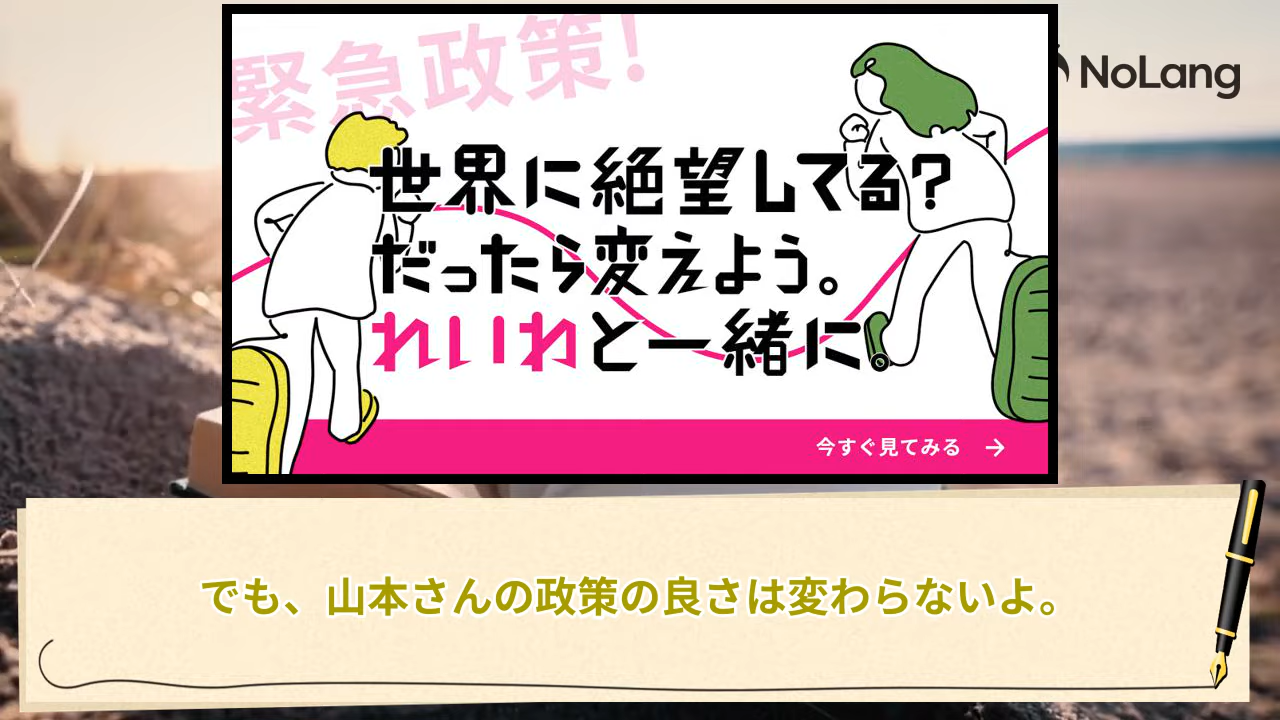 緊急政策!
NoLang
世界に絶望してる?
だったら変えよう。
れいわと一緒に。
今すぐ見てみる →
でも、山本さんの政策の良さは変わらないよ。